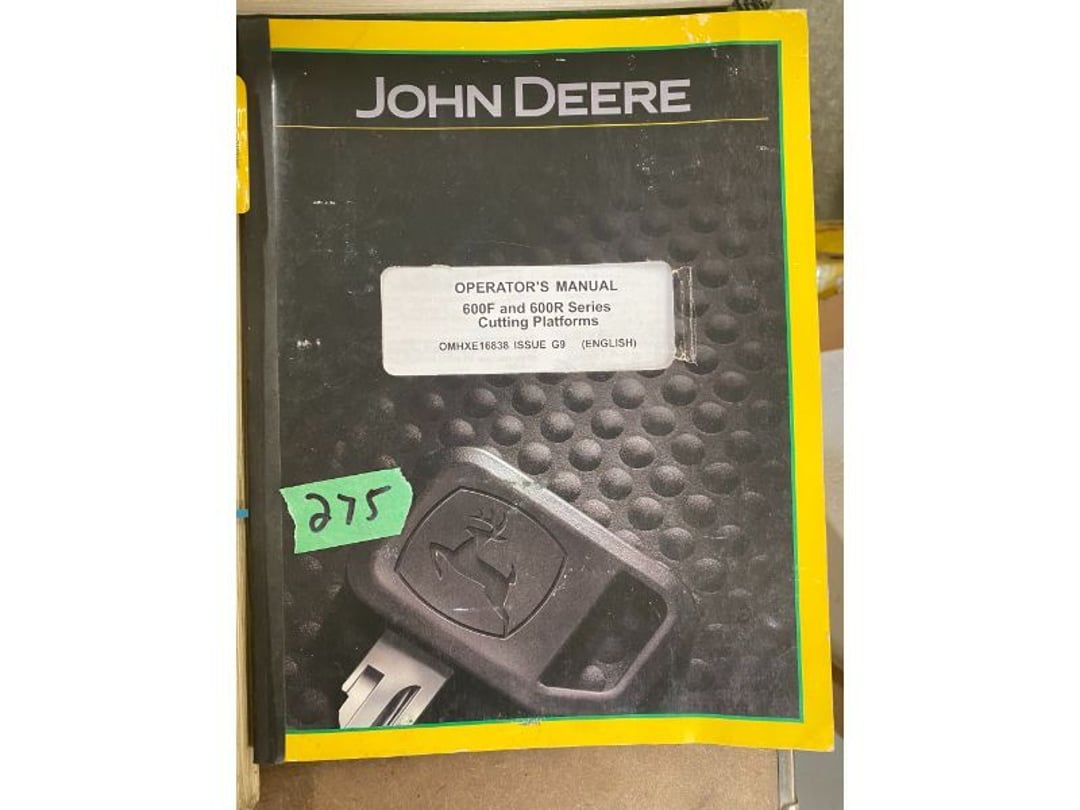 JOHN DEERE
OPERATOR'S MANUAL
600F and 600R Series
Cutting Platforms
OMHXE16838 ISSUE G9 (ENGLISH)
275